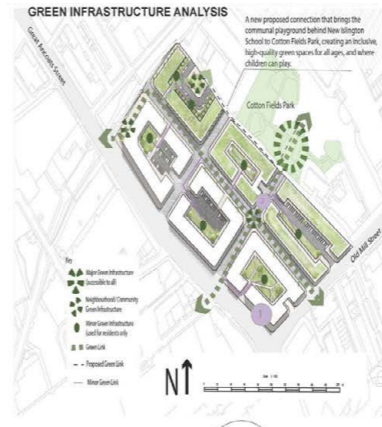 GREEN INFRASTRUCTURE ANALYSIS
A new proposed connection that brings the
communal playground behind New Islington
School to Cotton Fields Park, creating an inclusive,
high-quality green spaces for all ages, and where
children can play.
Great Ancoats Street
Cotton Fields Park
Old Mill Street
Key
Major Green Infrastructure
(accessible to all)
Neighbourhood/ Community
Green Infrastructure
Minor Green Infrastructure
(used for residents only
Green Link
Proposed Green Link
Minor Green Link
N